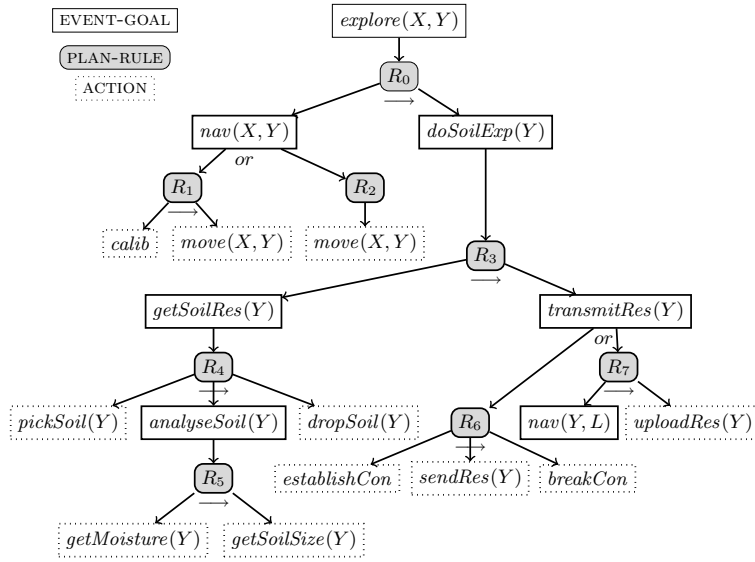 EVENT-GOAL
explore(X, Y)
PLAN-RULE
R0
ACTION
nav(X, Y)
doSoilExp(Y)
or
R1
R2
calib
move(X, Y)
move(X, Y)
R3
getSoilRes(Y)
transmitRes(Y)
or
R4
R7
pickSoil(Y)
analyseSoil(Y)
dropSoil(Y)
R6
nav(Y, L)
uploadRes(Y)
R5
establishCon
sendRes(Y)
breakCon
getMoisture(Y)
getSoilSize(Y)